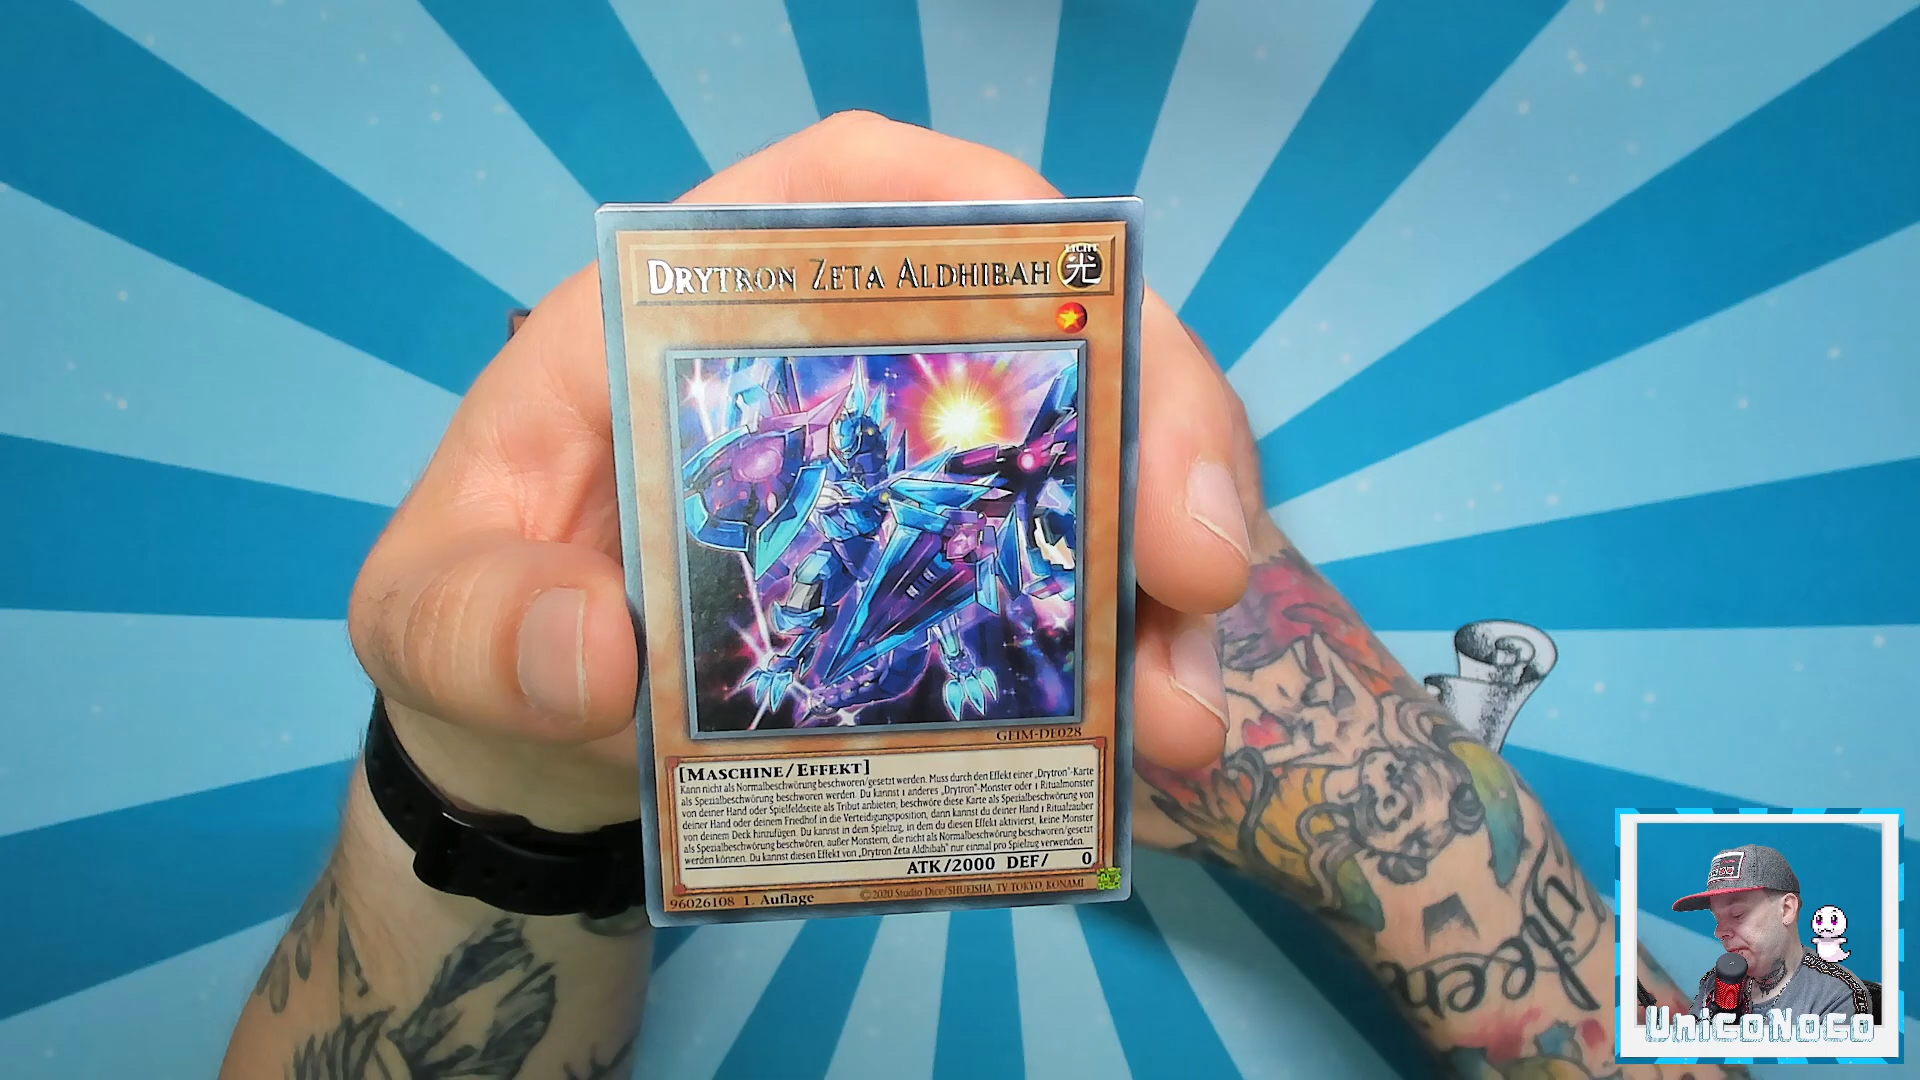 DRYTRON ZETA ALDHIBAH
LICHT
光
GFIM-DE028
[MASCHINE/EFFEKT]
Kann nicht als Normalbeschwörung beschworen/gesetzt werden. Muss durch den Effekt einer „Drytron“-Karte
als Spezialbeschwörung beschworen werden. Du kannst 1 anderes „Drytron“-Monster oder 1 Ritualmonster
von deiner Hand oder Spielfeldseite als Tribut anbieten; beschwöre diese Karte als Spezialbeschwörung von
deiner Hand oder deinem Friedhof in die Verteidigungsposition, dann kannst du deiner Hand 1 Ritualzauber
von deinem Deck hinzufügen. Du kannst in dem Spielzug, in dem du diesen Effekt aktivierst, keine Monster
als Spezialbeschwörung beschwören, außer Monstern, die nicht als Normalbeschwörung beschworen/gesetzt
werden können. Du kannst diesen Effekt von „Drytron Zeta Aldhibah“ nur einmal pro Spielzug verwenden.
ATK/2000 DEF/ 0
96026108 1. Auflage
©2020 Studio Dice/SHUEISHA, TV TOKYO, KONAMI
UnicoNoGo